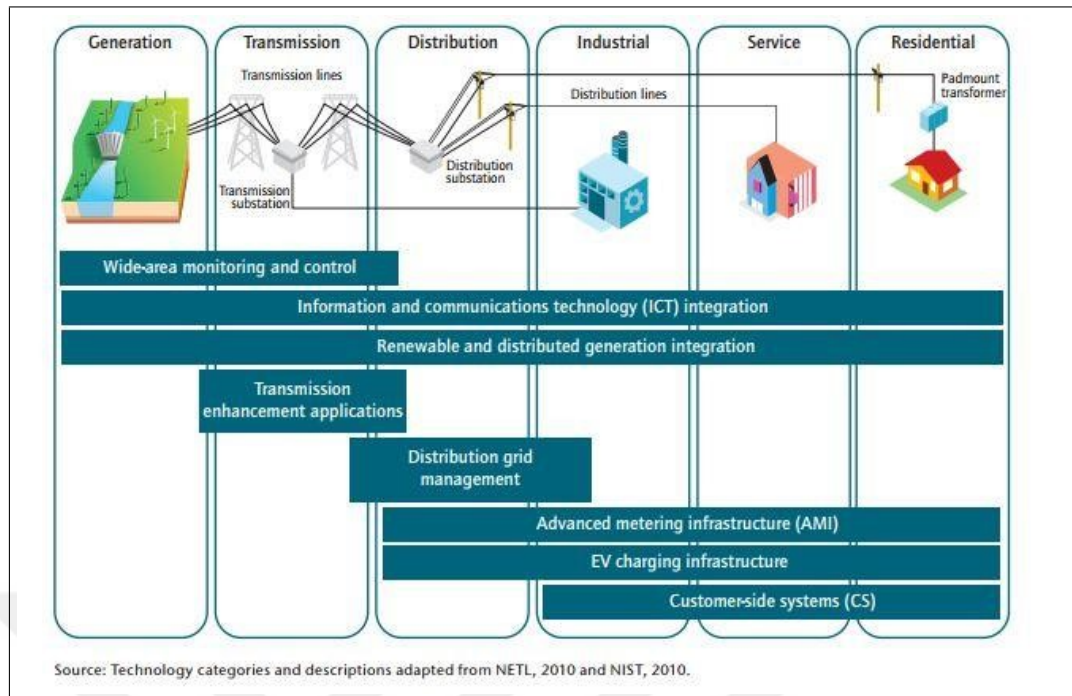 Generation
Transmission
Distribution
Industrial
Service
Residential
Transmission lines
Distribution lines
Padmount
transformer
Distribution
substation
Transmission
substation
Wide-area monitoring and control
Information and communications technology (ICT) integration
Renewable and distributed generation integration
Transmission
enhancement applications
Distribution grid
management
Advanced metering infrastructure (AMI)
EV charging infrastructure
Customer-side systems (CS)
Source: Technology categories and descriptions adapted from NETL, 2010 and NIST, 2010.